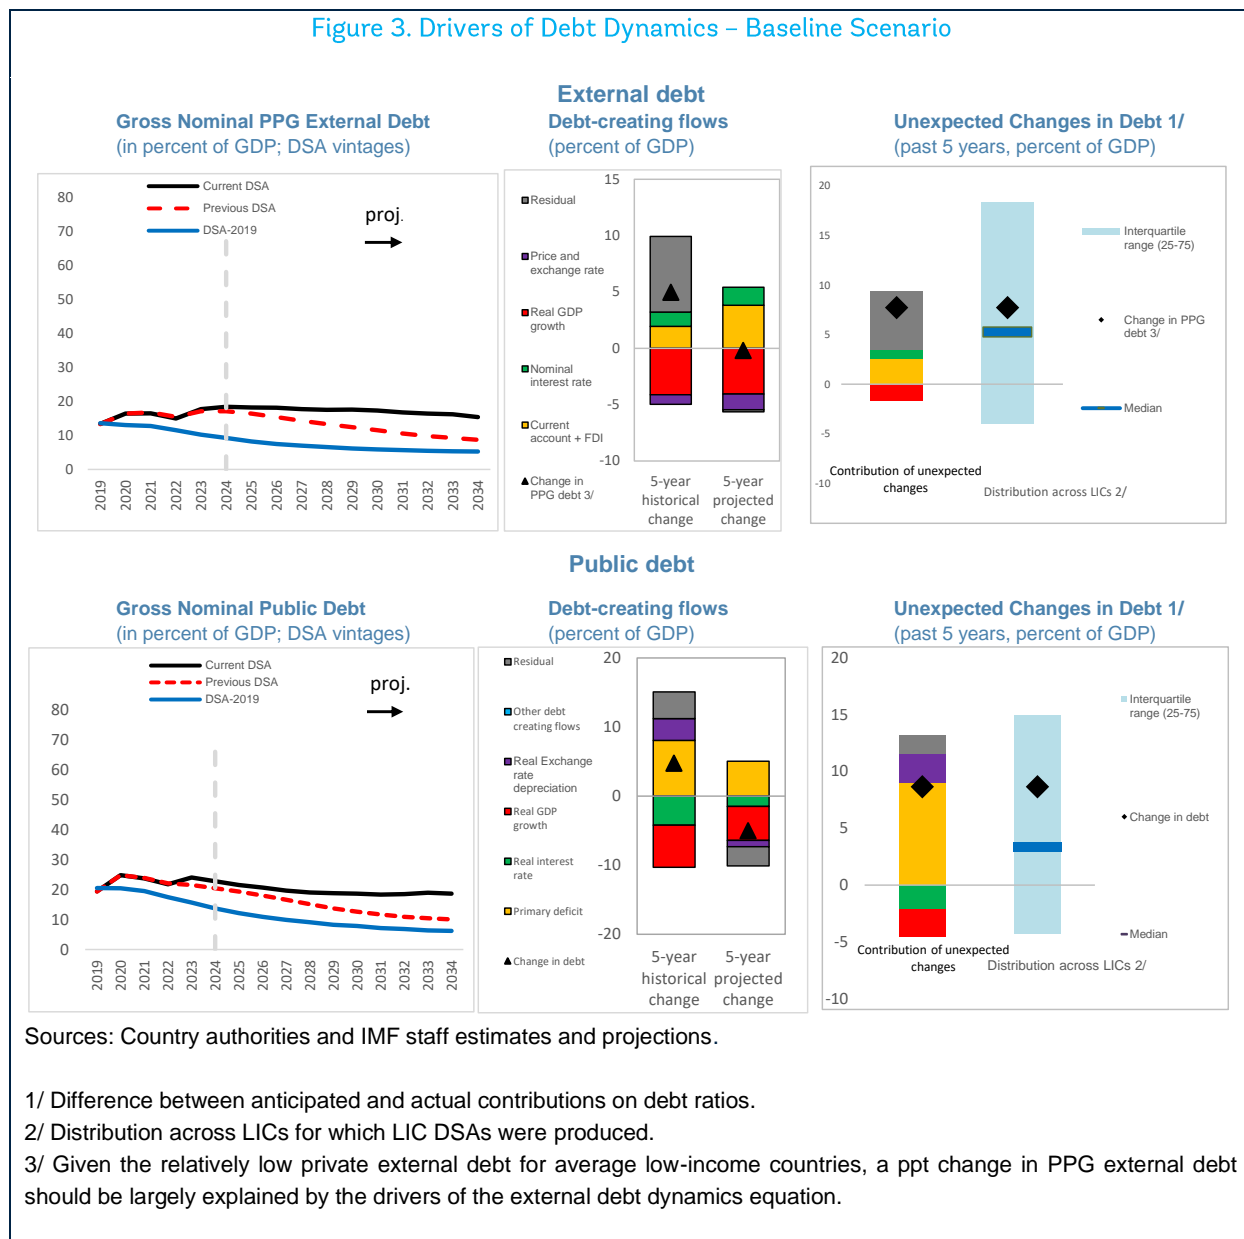 Figure 3. Drivers of Debt Dynamics – Baseline Scenario
External debt
Gross Nominal PPG External Debt
(in percent of GDP; DSA vintages)
Debt-creating flows
(percent of GDP)
Unexpected Changes in Debt 1/
(past 5 years, percent of GDP)
Current DSA
Previous DSA
DSA-2019
proj.
80
70
60
50
40
30
20
10
0
2019
2020
2021
2022
2023
2024
2025
2026
2027
2028
2029
2030
2031
2032
2033
2034
Residual
Price and
exchange rate
Real GDP
growth
Nominal
interest rate
Current
account + FDI
Change in
PPG debt 3/
15
10
5
0
-5
-10
5-year
historical
change
5-year
projected
change
20
15
10
5
0
-5
-10
Contribution of unexpected
changes
Distribution across LICs 2/
Interquartile
range (25-75)
Change in PPG
debt 3/
Median
Public debt
Gross Nominal Public Debt
(in percent of GDP; DSA vintages)
Debt-creating flows
(percent of GDP)
Unexpected Changes in Debt 1/
(past 5 years, percent of GDP)
Current DSA
Previous DSA
DSA-2019
proj.
80
70
60
50
40
30
20
10
0
2019
2020
2021
2022
2023
2024
2025
2026
2027
2028
2029
2030
2031
2032
2033
2034
Residual
Other debt
creating flows
Real Exchange
rate
depreciation
Real GDP
growth
Real interest
rate
Primary deficit
Change in debt
20
10
0
-10
-20
5-year
historical
change
5-year
projected
change
20
15
10
5
0
-5
-10
Contribution of unexpected
changes
Distribution across LICs 2/
Interquartile
range (25-75)
Change in debt
Median
Sources: Country authorities and IMF staff estimates and projections.
1/ Difference between anticipated and actual contributions on debt ratios.
2/ Distribution across LICs for which LIC DSAs were produced.
3/ Given the relatively low private external debt for average low-income countries, a ppt change in PPG external debt
should be largely explained by the drivers of the external debt dynamics equation.